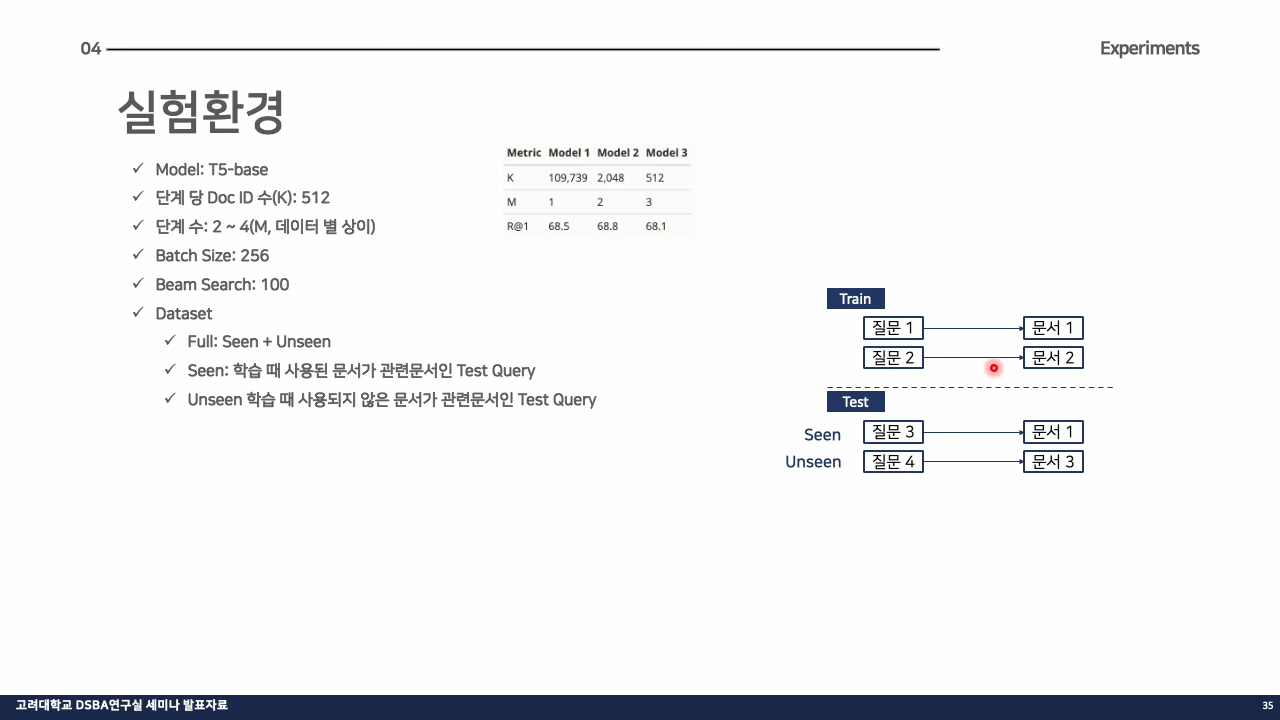 04
Experiments
실험환경
Model: T5-base
단계 당 Doc ID 수(K): 512
단계 수: 2 ~ 4(M, 데이터 별 상이)
Batch Size: 256
Beam Search: 100
Dataset
Full: Seen + Unseen
Seen: 학습 때 사용된 문서가 관련문서인 Test Query
Unseen 학습 때 사용되지 않은 문서가 관련문서인 Test Query
Metric Model 1 Model 2 Model 3
K 109,739 2,048 512
M 1 2 3
R@1 68.5 68.8 68.1
Train
질문 1 문서 1
질문 2 문서 2
Test
Seen 질문 3 문서 1
Unseen 질문 4 문서 3
고려대학교 DSBA연구실 세미나 발표자료
35